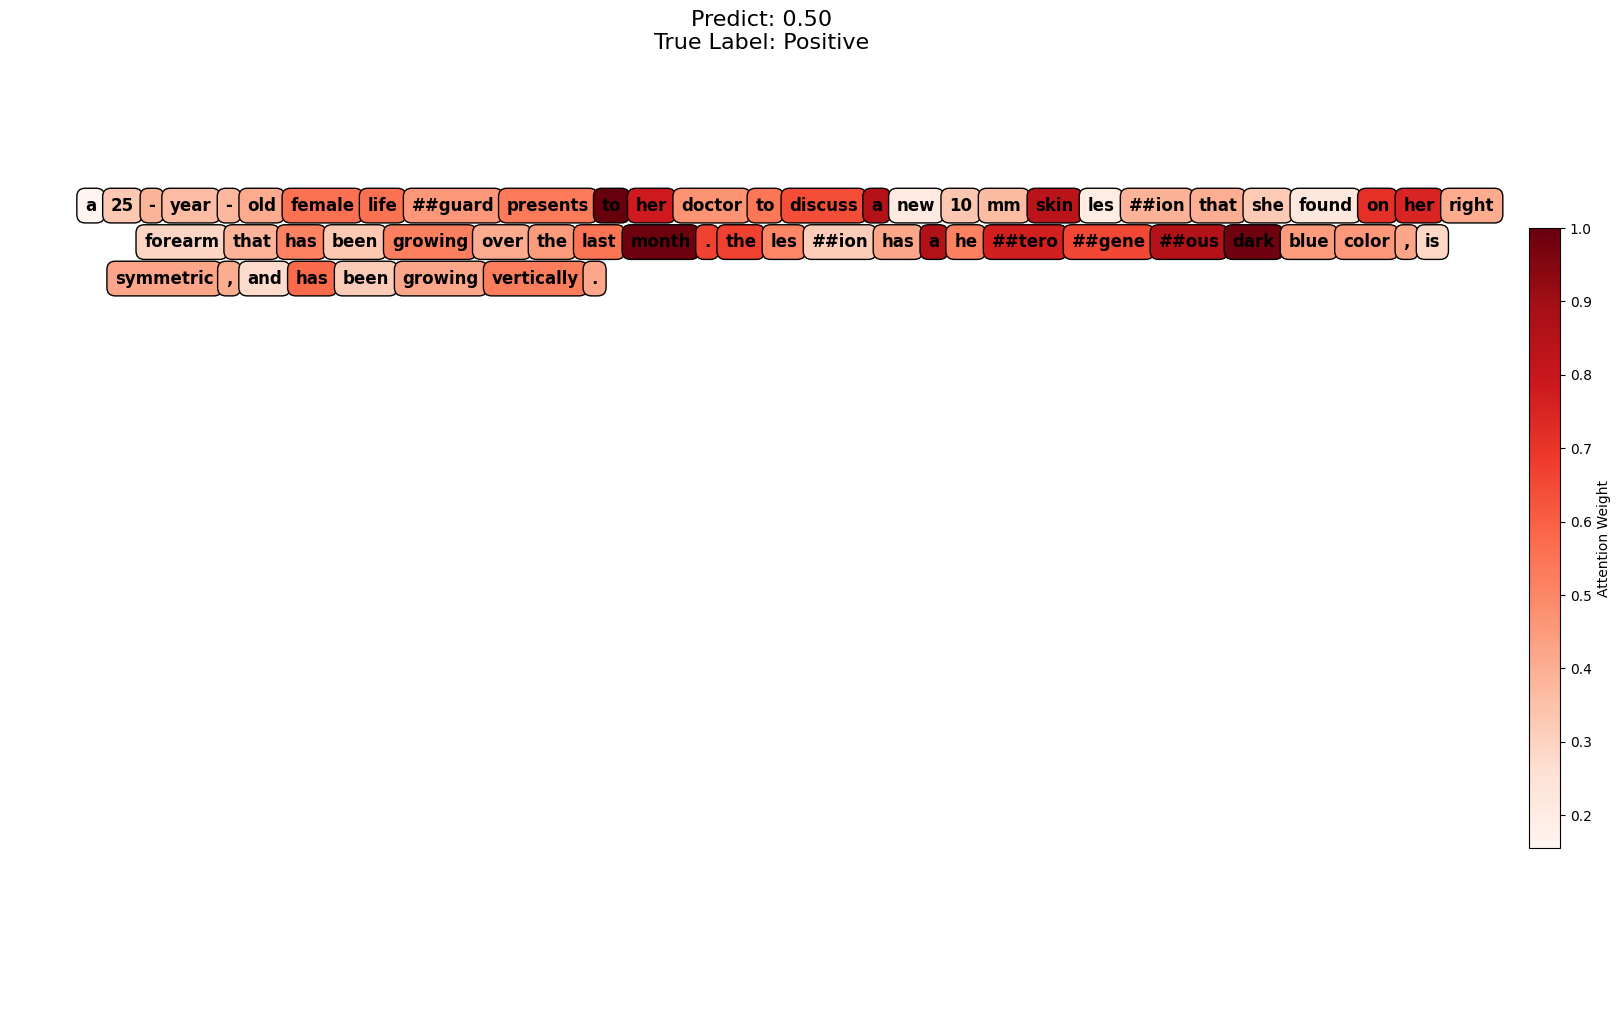 Predict: 0.50
True Label: Positive
a 25 - year - old female life ##guard presents to her doctor to discuss a new 10 mm skin les ##ion that she found on her right
forearm that has been growing over the last month . the les ##ion has a he ##tero ##gene ##ous dark blue color , is
symmetric , and has been growing vertically .
1.0
0.9
0.8
0.7
0.6
0.5
0.4
0.3
0.2
Attention Weight